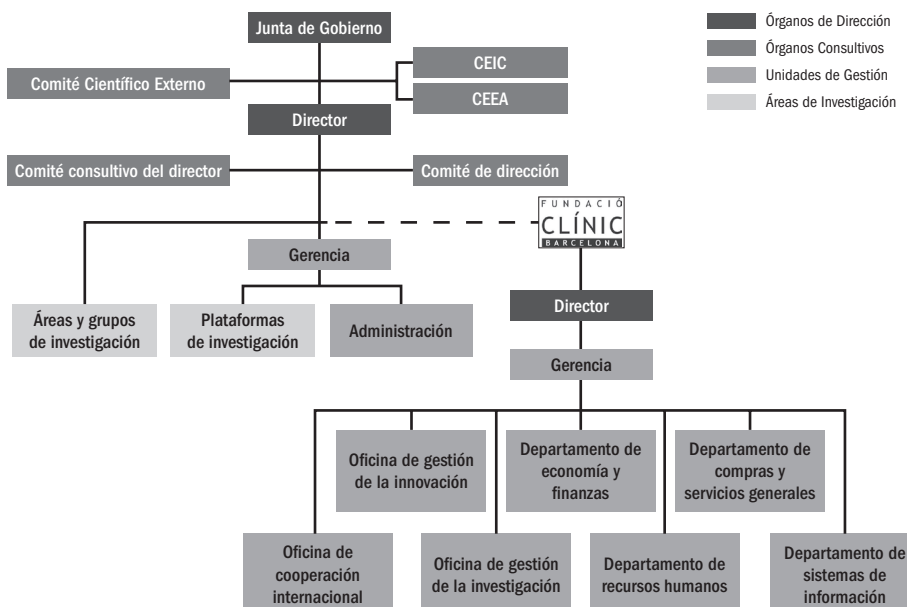 Junta de Gobierno
Órganos de Dirección
Órganos Consultivos
Unidades de Gestión
Áreas de Investigación
Comité Científico Externo
CEIC
CEEA
Director
Comité consultivo del director
Comité de dirección
FUNDACIÓ
CLÍNIC
BARCELONA
Gerencia
Áreas y grupos
de investigación
Plataformas
de investigación
Administración
Director
Gerencia
Oficina de gestión
de la innovación
Departamento de
economía y
finanzas
Departamento de
compras y
servicios generales
Oficina de
cooperación
internacional
Oficina de gestión
de la investigación
Departamento de
recursos humanos
Departamento de
sistemas de
información